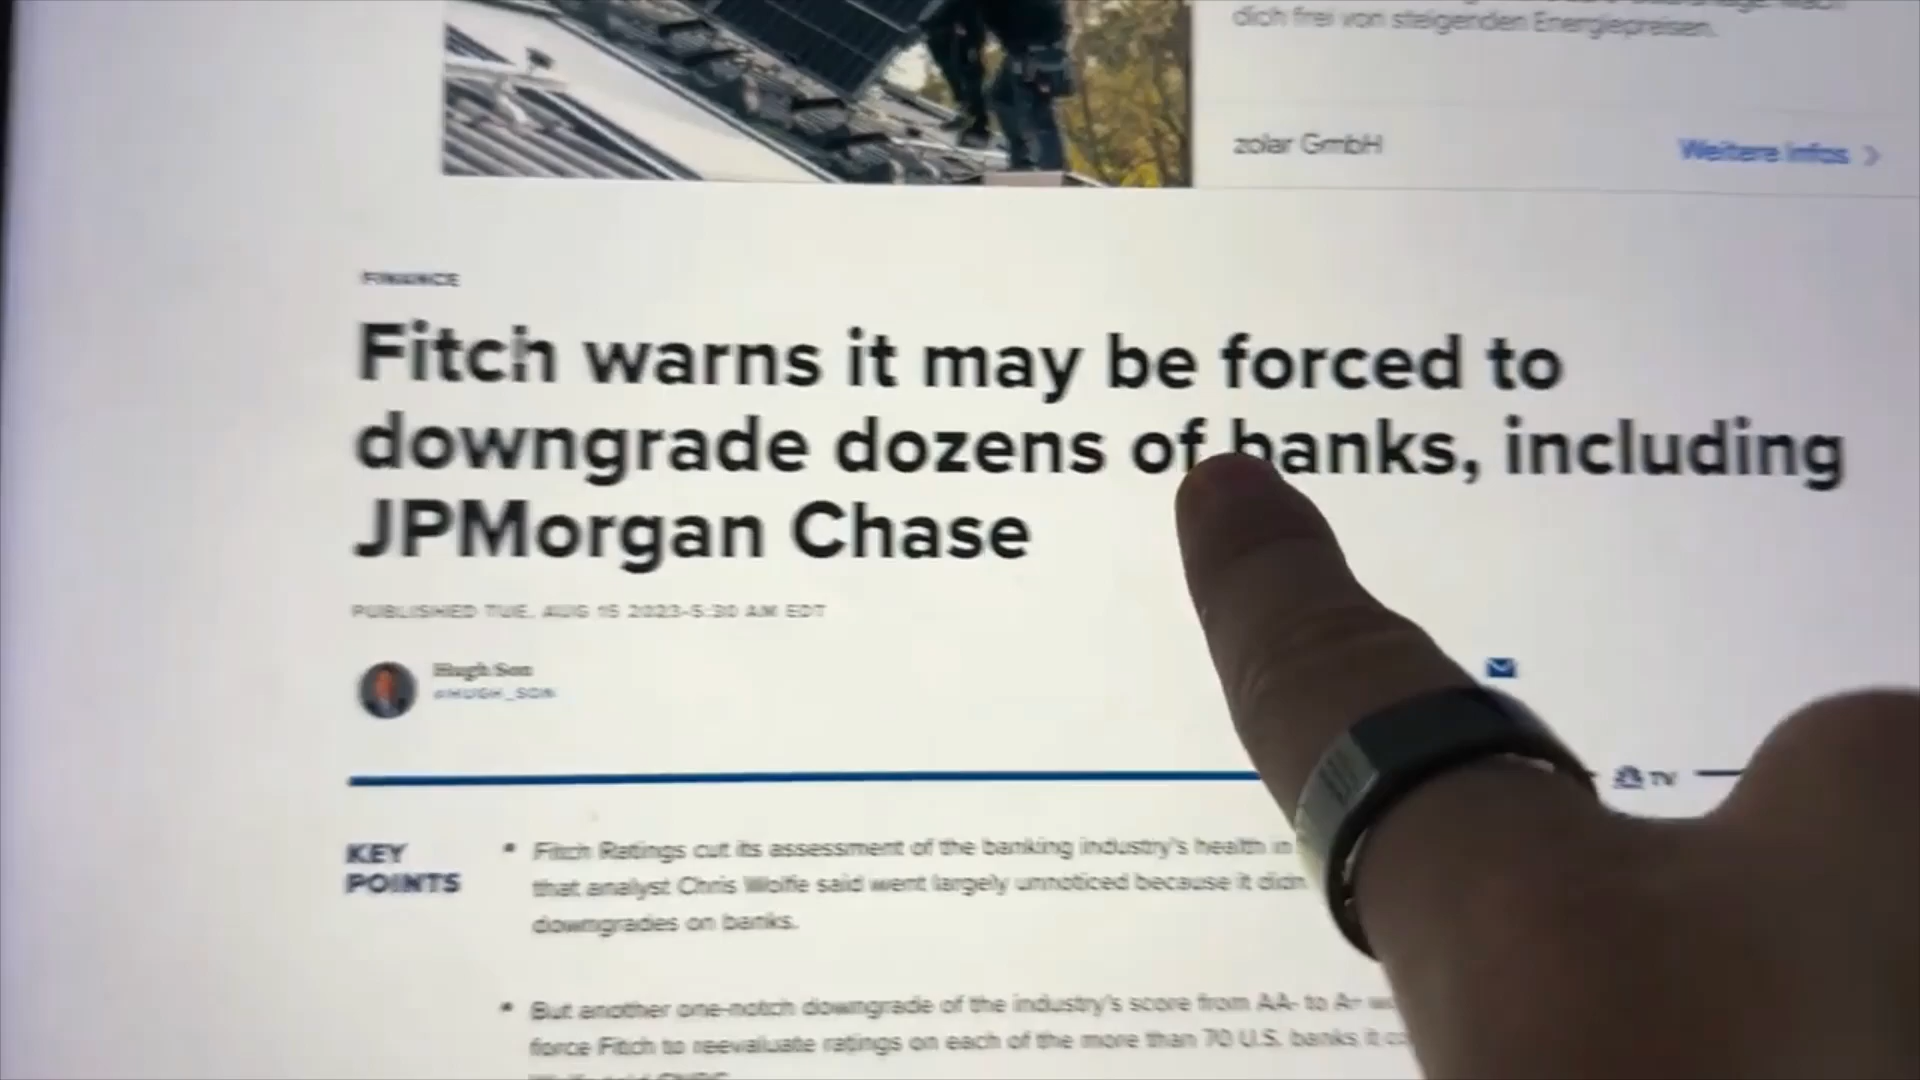 dich frei von steigenden Energiepreisen.
zolar GmbH
Weitere Infos
FINANCE
Fitch warns it may be forced to
downgrade dozens of banks, including
JPMorgan Chase
PUBLISHED TUE, AUG 15 2023-5:30 AM EDT
Hugh Son
@HUGH_SON
TV
KEY
POINTS
• Fitch Ratings cut its assessment of the banking industry's health in
that analyst Chris Wolfe said went largely unnoticed because it didn
downgrades on banks.
• But another one-notch downgrade of the industry's score from AA- to A+
force Fitch to reevaluate ratings on each of the more than 70 U.S. banks it